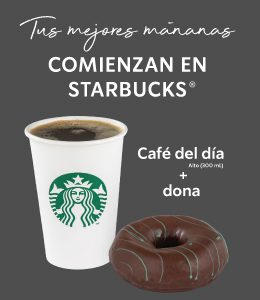 Tus mejores mañanas
COMIENZAN EN
STARBUCKS®
Café del día
Alto (300 ml)
+
dona